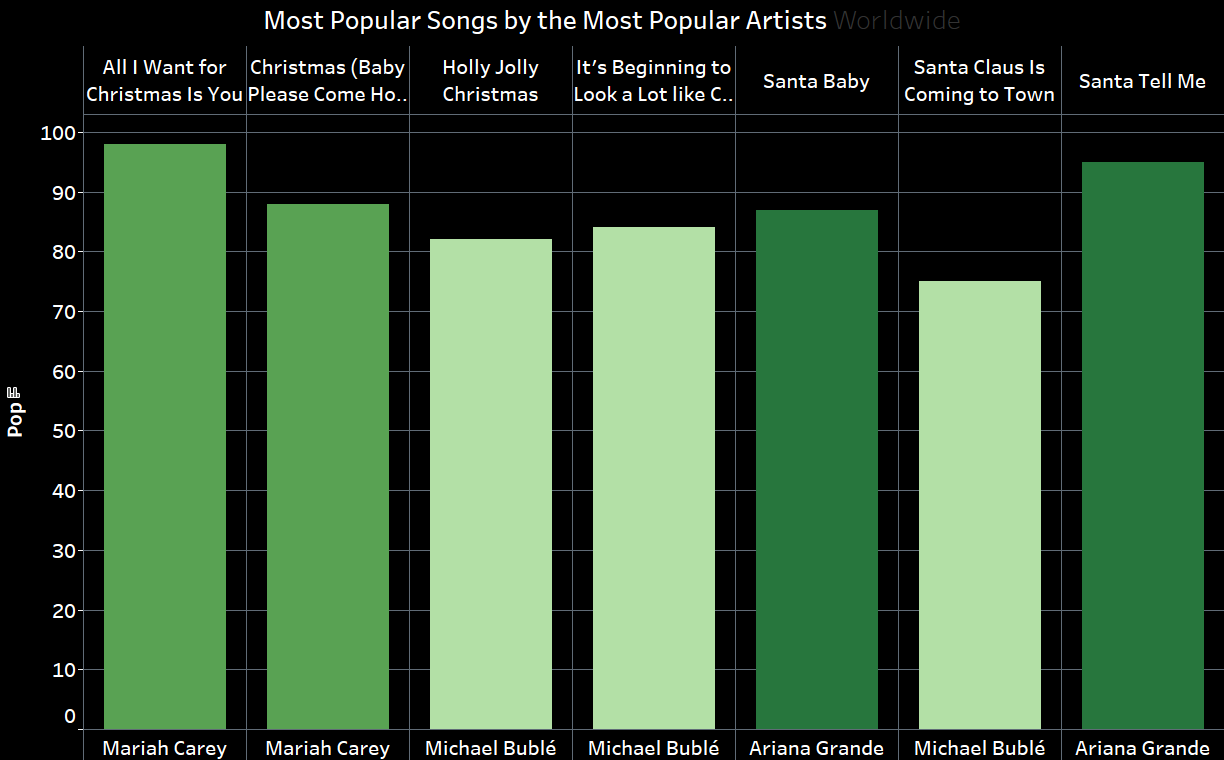 Most Popular Songs by the Most Popular Artists Worldwide
All I Want for
Christmas Is You
Christmas (Baby
Please Come Ho..
Holly Jolly
Christmas
It’s Beginning to
Look a Lot like C..
Santa Baby
Santa Claus Is
Coming to Town
Santa Tell Me
100
90
80
70
60
50
40
30
20
10
0
Pop
Mariah Carey
Mariah Carey
Michael Bublé
Michael Bublé
Ariana Grande
Michael Bublé
Ariana Grande